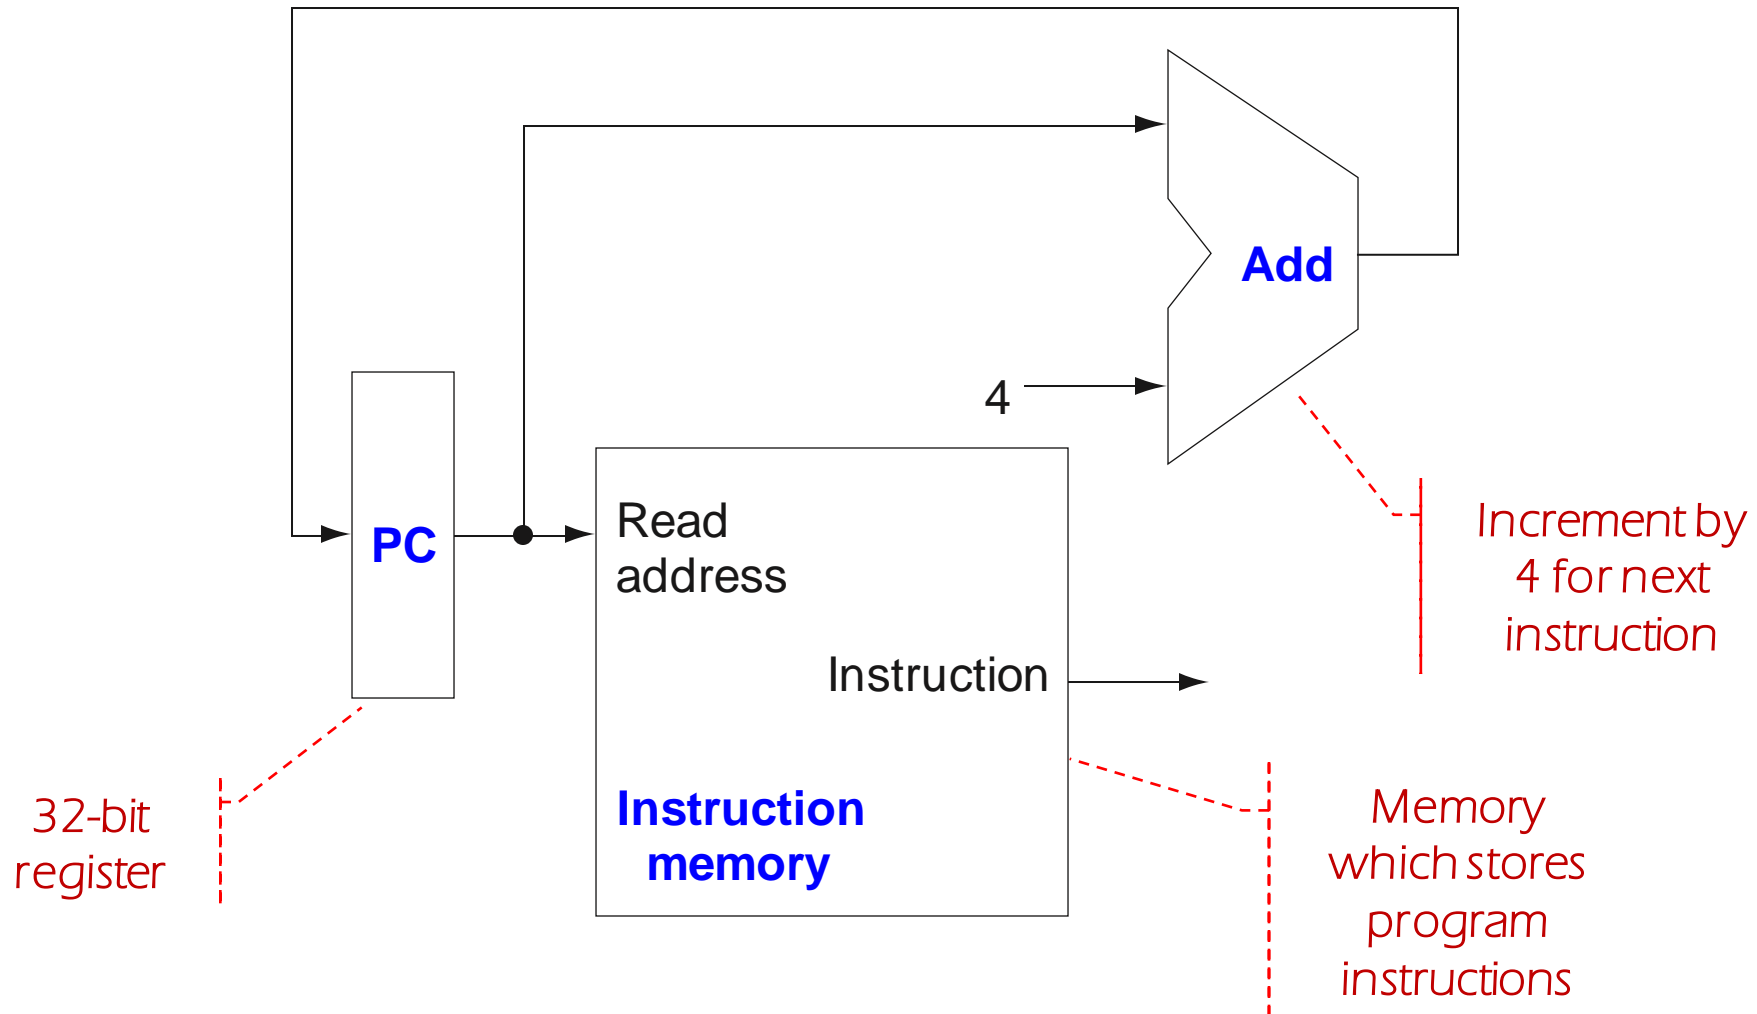 Add
4
PC
Read
address
Instruction
Instruction
memory
Increment by
4 for next
instruction
32-bit
register
Memory
which stores
program
instructions